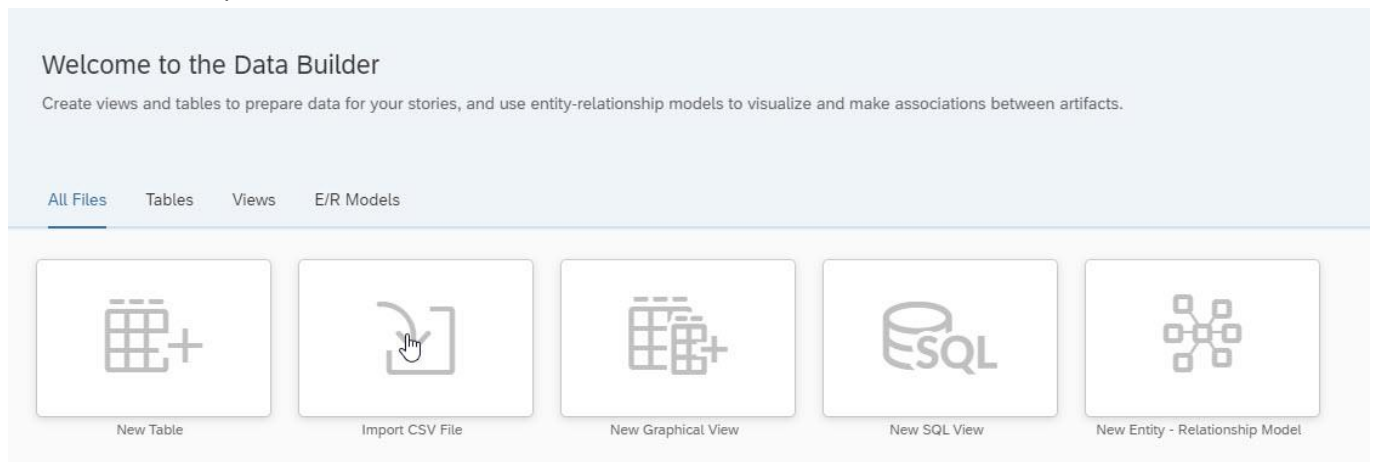 Welcome to the Data Builder
Create views and tables to prepare data for your stories, and use entity-relationship models to visualize and make associations between artifacts.
All Files Tables Views E/R Models
SQL
New Table Import CSV File New Graphical View New SQL View New Entity - Relationship Model